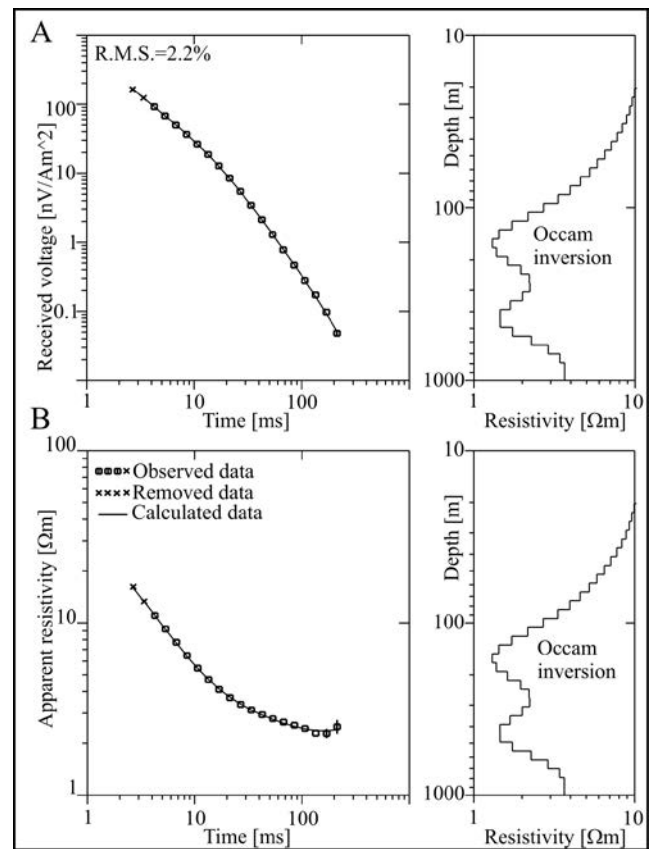 A
R.M.S.=2.2%
Received voltage [nV/Am^2]
100
10
1
0.1
1
10
100
Time [ms]
Depth [m]
10
100
1000
Occam
inversion
1
10
Resistivity [Ωm]
B
Apparent resistivity [Ωm]
100
10
1
Observed data
Removed data
Calculated data
1
10
100
Time [ms]
Depth [m]
10
100
1000
Occam
inversion
1
10
Resistivity [Ωm]